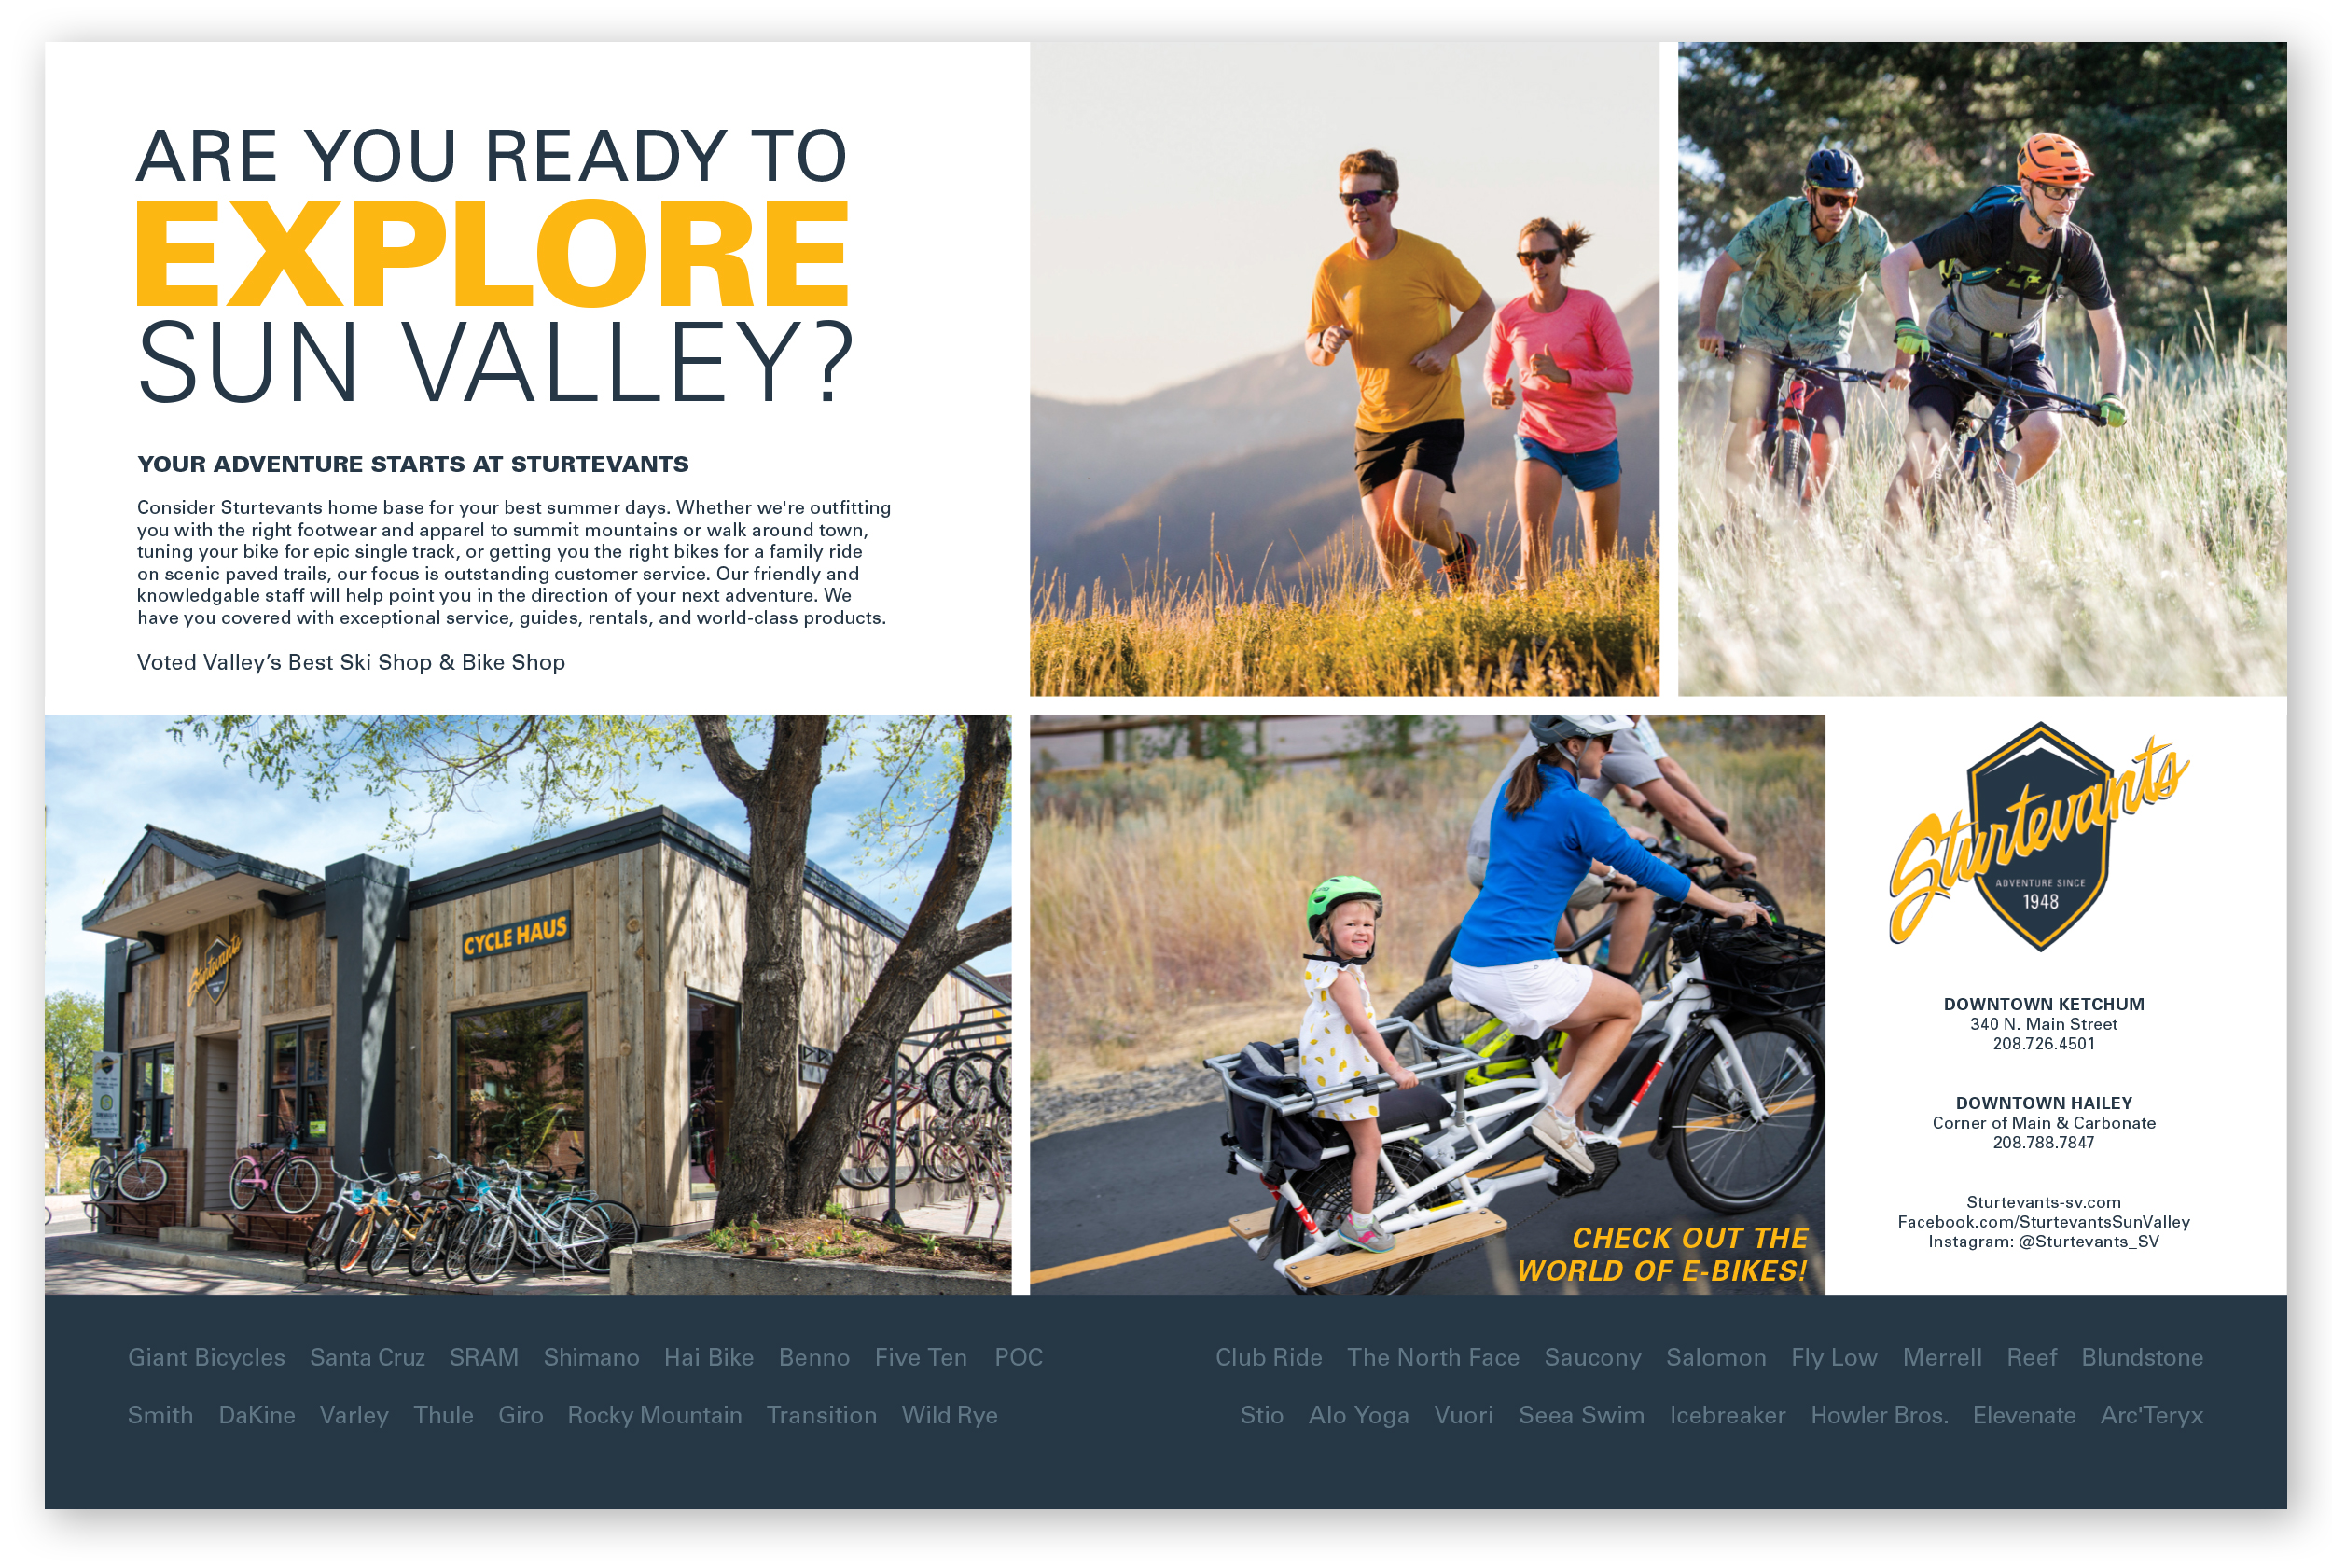 ARE YOU READY TO
EXPLORE
SUN VALLEY?
YOUR ADVENTURE STARTS AT STURTEVANTS
Consider Sturtevants home base for your best summer days. Whether we're outfitting
you with the right footwear and apparel to summit mountains or walk around town,
tuning your bike for epic single track, or getting you the right bikes for a family ride
on scenic paved trails, our focus is outstanding customer service. Our friendly and
knowledgable staff will help point you in the direction of your next adventure. We
have you covered with exceptional service, guides, rentals, and world-class products.
Voted Valley’s Best Ski Shop & Bike Shop
Sturtevants
CYCLE HAUS
CHECK OUT THE
WORLD OF E-BIKES!
Sturtevants
ADVENTURE SINCE
1948
DOWNTOWN KETCHUM
340 N. Main Street
208.726.4501
DOWNTOWN HAILEY
Corner of Main & Carbonate
208.788.7847
Sturtevants-sv.com
Facebook.com/SturtevantsSunValley
Instagram: @Sturtevants_SV
Giant Bicycles Santa Cruz SRAM Shimano Hai Bike Benno Five Ten POC
Smith DaKine Varley Thule Giro Rocky Mountain Transition Wild Rye
Club Ride The North Face Saucony Salomon Fly Low Merrell Reef Blundstone
Stio Alo Yoga Vuori Seea Swim Icebreaker Howler Bros. Elevenate Arc'Teryx